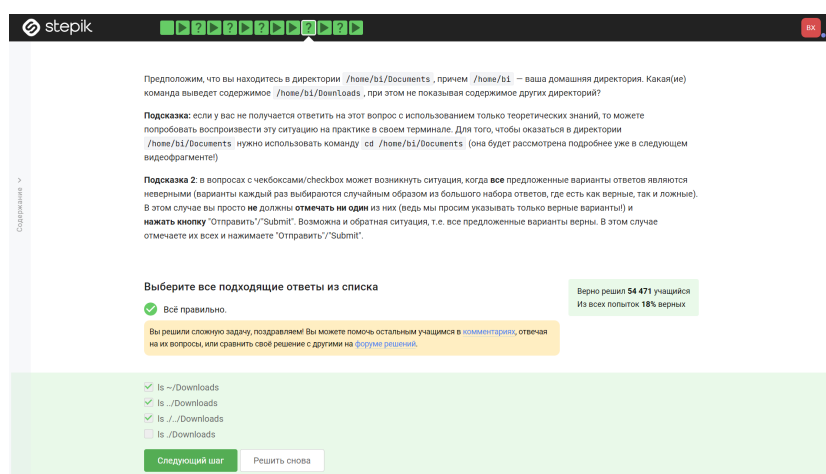 stepik
ВХ
Содержание
Предположим, что вы находитесь в директории /home/bi/Documents , причем /home/bi — ваша домашняя директория. Какая(ие)
команда выведет содержимое /home/bi/Downloads , при этом не показывая содержимое других директорий?
Подсказка: если у вас не получается ответить на этот вопрос с использованием только теоретических знаний, то можете
попробовать воспроизвести эту ситуацию на практике в своем терминале. Для того, чтобы оказаться в директории
/home/bi/Documents нужно использовать команду cd /home/bi/Documents (она будет рассмотрена подробнее уже в следующем
видеофрагменте!)
Подсказка 2: в вопросах с чекбоксами/checkbox может возникнуть ситуация, когда все предложенные варианты ответов являются
неверными (варианты каждый раз выбираются случайным образом из большого набора ответов, где есть как верные, так и ложные).
В этом случае вы просто не должны отмечать ни один из них (ведь мы просим указывать только верные варианты!) и
нажать кнопку "Отправить"/"Submit". Возможна и обратная ситуация, т.е. все предложенные варианты верны. В этом случае
отмечаете их всех и нажимаете "Отправить"/"Submit".
Выберите все подходящие ответы из списка
Верно решил 54 471 учащийся
Из всех попыток 18% верных
Всё правильно.
Вы решили сложную задачу, поздравляем! Вы можете помочь остальным учащимся в комментариях, отвечая
на их вопросы, или сравнить своё решение с другими на форуме решений.
ls ~/Downloads
ls ../Downloads
ls ./../Downloads
ls ./Downloads
Следующий шаг
Решить снова